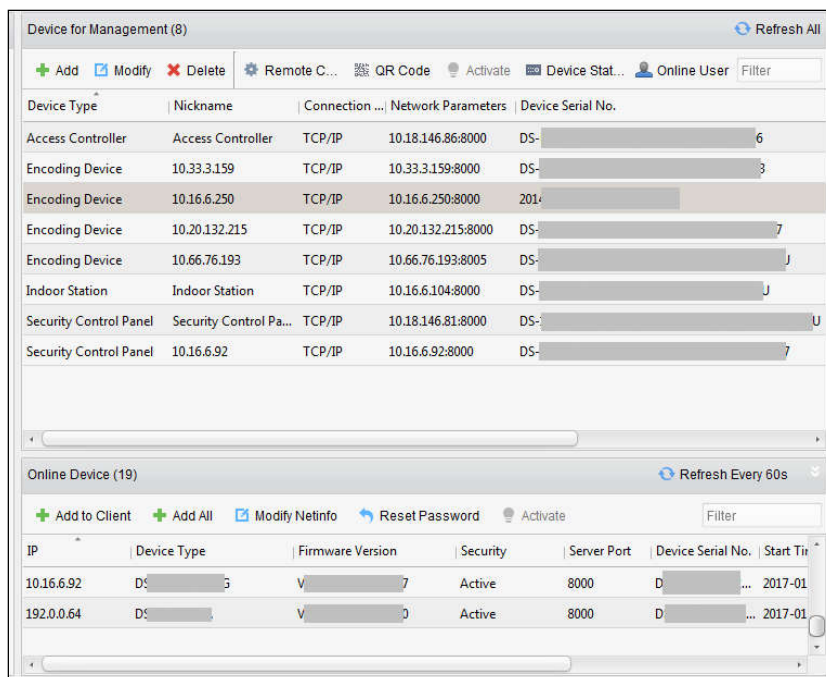 Device for Management (8) Refresh All
Add Modify Delete Remote C... QR Code Activate Device Stat... Online User Filter
Device Type Nickname Connection ... Network Parameters Device Serial No.
Access Controller Access Controller TCP/IP 10.18.146.86:8000 DS- 6
Encoding Device 10.33.3.159 TCP/IP 10.33.3.159:8000 DS- 3
Encoding Device 10.16.6.250 TCP/IP 10.16.6.250:8000 2014
Encoding Device 10.20.132.215 TCP/IP 10.20.132.215:8000 DS- 7
Encoding Device 10.66.76.193 TCP/IP 10.66.76.193:8005 DS- U
Indoor Station Indoor Station TCP/IP 10.16.6.104:8000 DS- U
Security Control Panel Security Control Pa... TCP/IP 10.18.146.81:8000 DS- U
Security Control Panel 10.16.6.92 TCP/IP 10.16.6.92:8000 DS- 7
Online Device (19) Refresh Every 60s
Add to Client Add All Modify Netinfo Reset Password Activate Filter
IP Device Type Firmware Version Security Server Port Device Serial No. Start Tir
10.16.6.92 DS G V 7 Active 8000 D ... 2017-01
192.0.0.64 DS V 0 Active 8000 D ... 2017-01